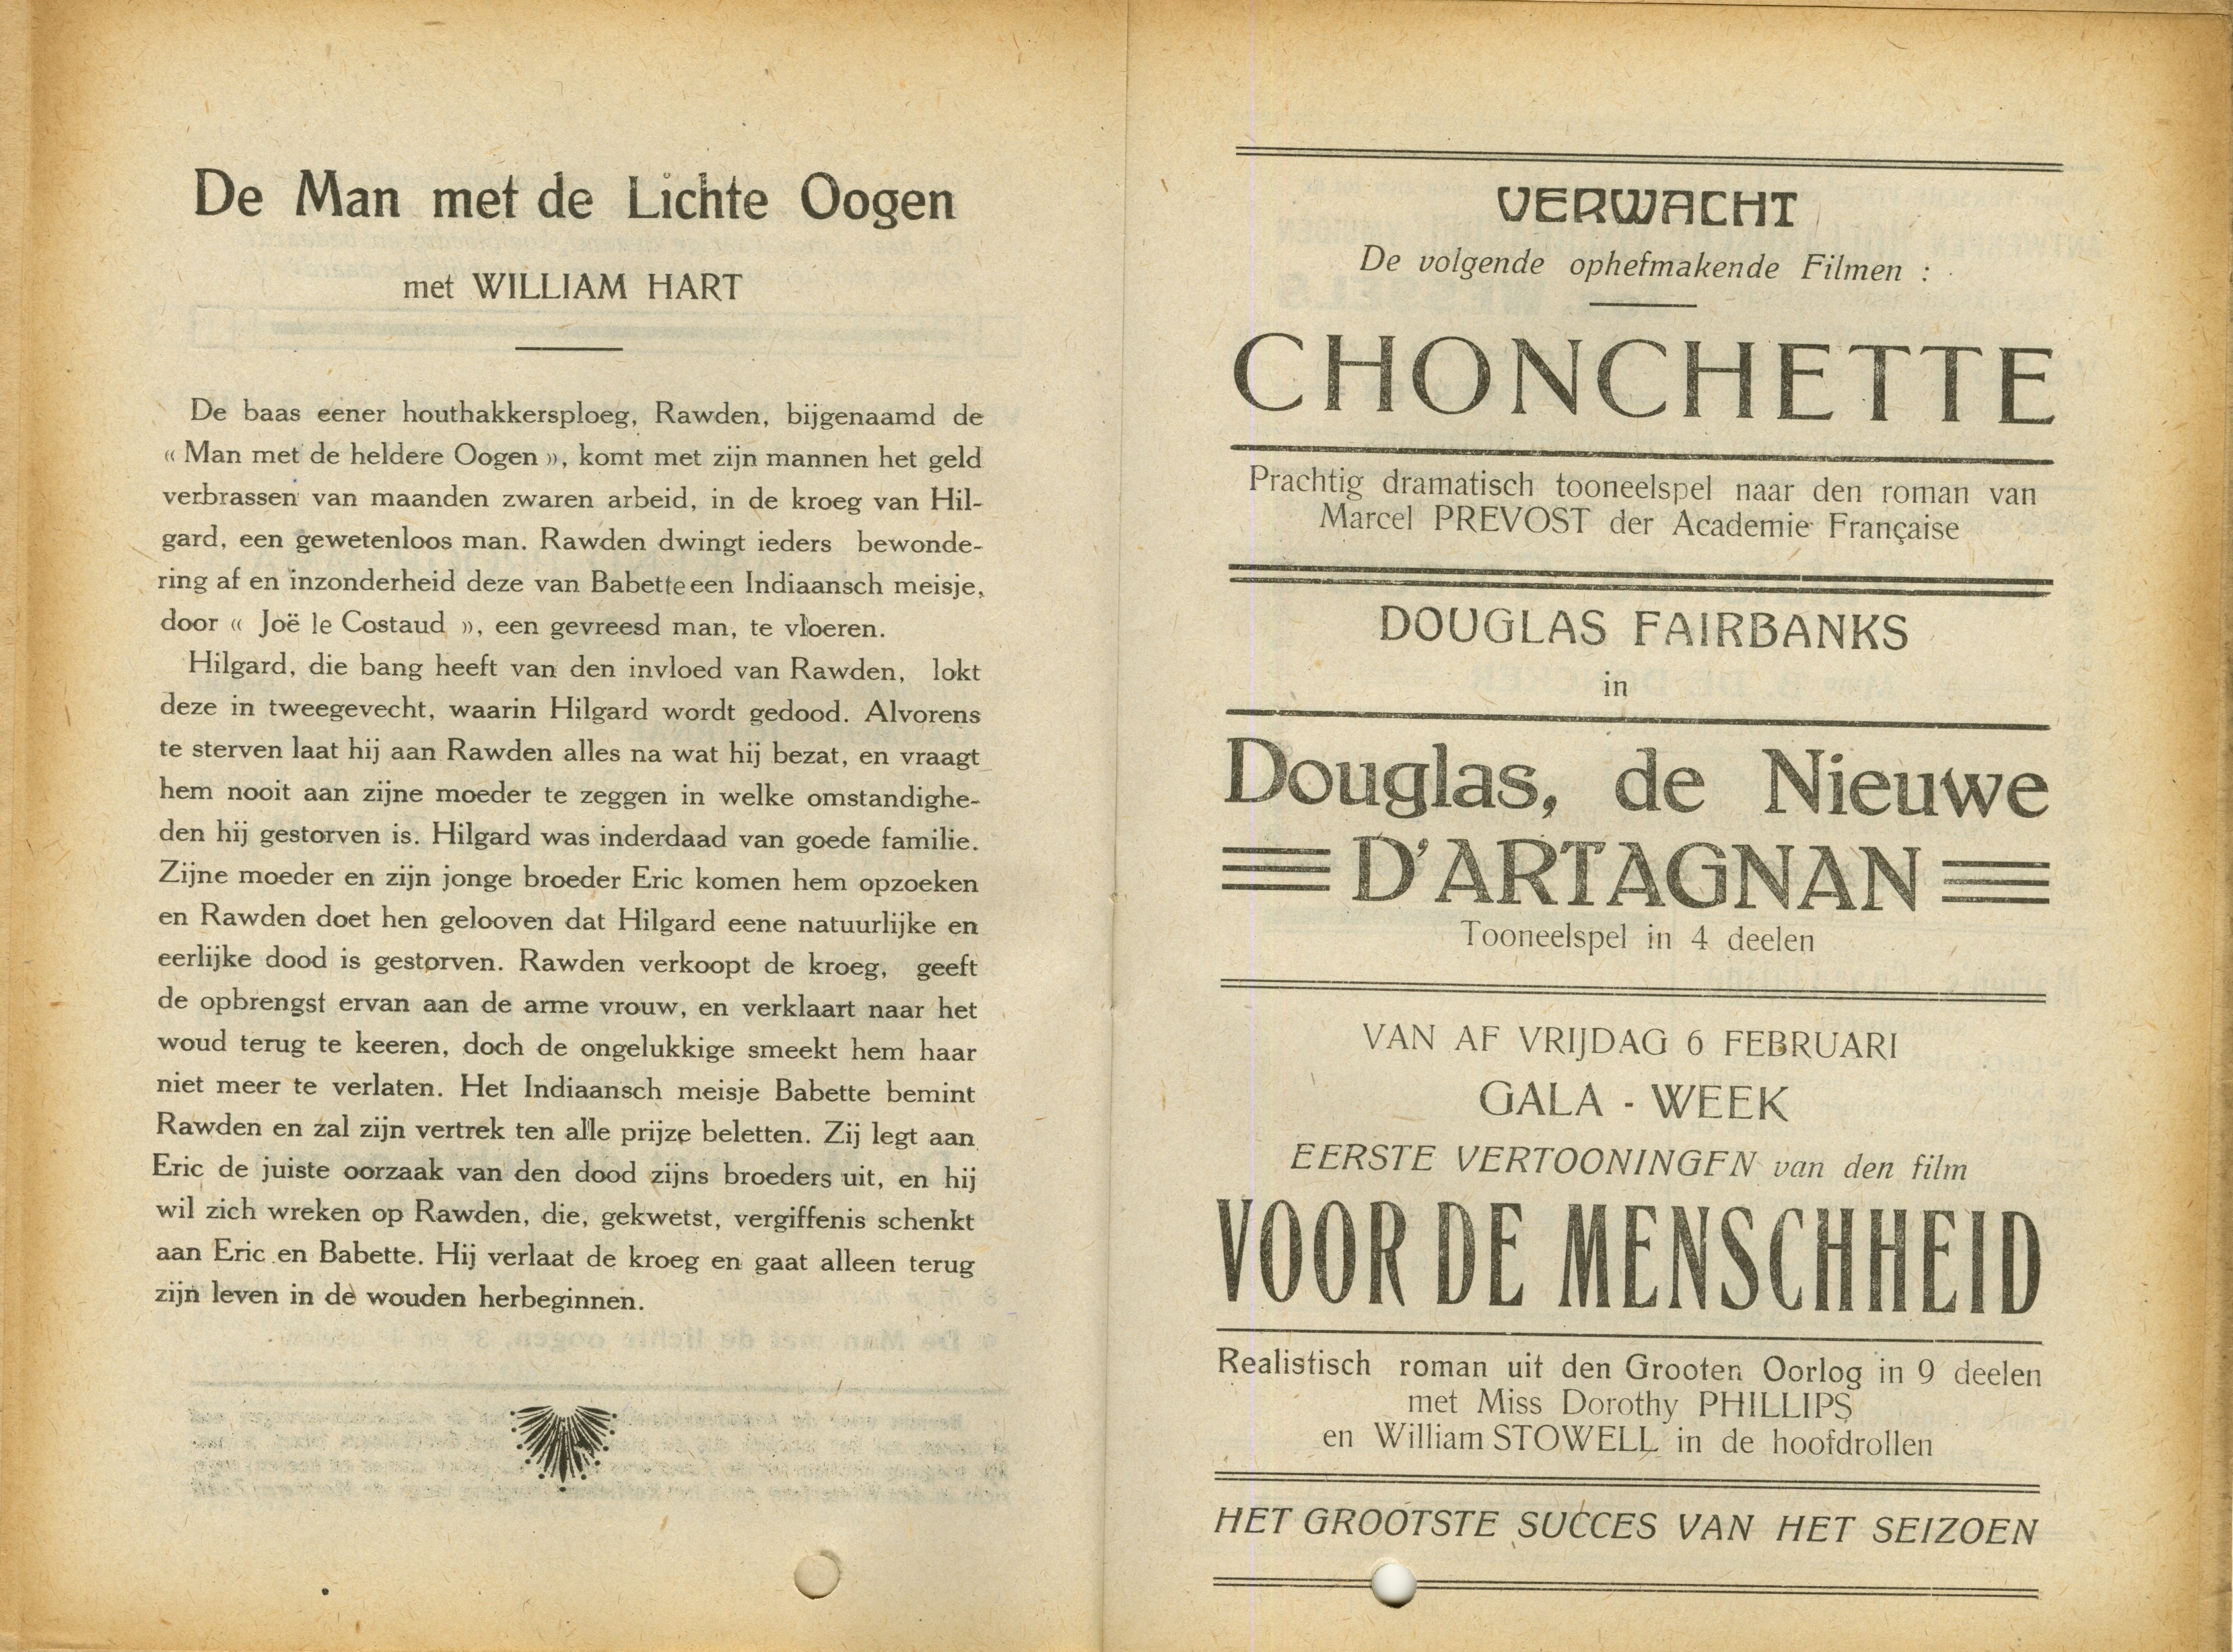 De Man met de Lichte Oogen
met WILLIAM HART
De baas eener houthakkersploeg, Rawden, bijgenaamd de
« Man met de heldere Oogen », komt met zijn mannen het geld
verbrassen van maanden zwaren arbeid, in de kroeg van Hil-
gard, een gewetenloos man. Rawden dwingt ieders bewonde-
ring af en inzonderheid deze van Babette een Indiaansch meisje,
door « Joë le Costaud », een gevreesd man, te vloeren.
Hilgard, die bang heeft van den invloed van Rawden, lokt
deze in tweegevecht, waarin Hilgard wordt gedood. Alvorens
te sterven laat hij aan Rawden alles na wat hij bezat, en vraagt
hem nooit aan zijne moeder te zeggen in welke omstandighe-
den hij gestorven is. Hilgard was inderdaad van goede familie.
Zijne moeder en zijn jonge broeder Eric komen hem opzoeken
en Rawden doet hen gelooven dat Hilgard eene natuurlijke en
eerlijke dood is gestorven. Rawden verkoopt de kroeg, geeft
de opbrengst ervan aan de arme vrouw, en verklaart naar het
woud terug te keeren, doch de ongelukkige smeekt hem haar
niet meer te verlaten. Het Indiaansch meisje Babette bemint
Rawden en zal zijn vertrek ten alle prijze beletten. Zij legt aan
Eric de juiste oorzaak van den dood zijns broeders uit, en hij
wil zich wreken op Rawden, die, gekwetst, vergiffenis schenkt
aan Eric en Babette. Hij verlaat de kroeg en gaat alleen terug
zijn leven in de wouden herbeginnen.
VERWACHT
De volgende ophefmakende Filmen :
CHONCHETTE
Prachtig dramatisch tooneelspel naar den roman van
Marcel PREVOST der Academie Française
DOUGLAS FAIRBANKS
in
Douglas, de Nieuwe
D'ARTAGNAN
Tooneelspel in 4 deelen
VAN AF VRIJDAG 6 FEBRUARI
GALA - WEEK
EERSTE VERTOONINGFN van den film
VOOR DE MENSCHHEID
Realistisch roman uit den Grooten Oorlog in 9 deelen
met Miss Dorothy PHILLIPS
en William STOWELL in de hoofdrollen
HET GROOTSTE SUCCES VAN HET SEIZOEN